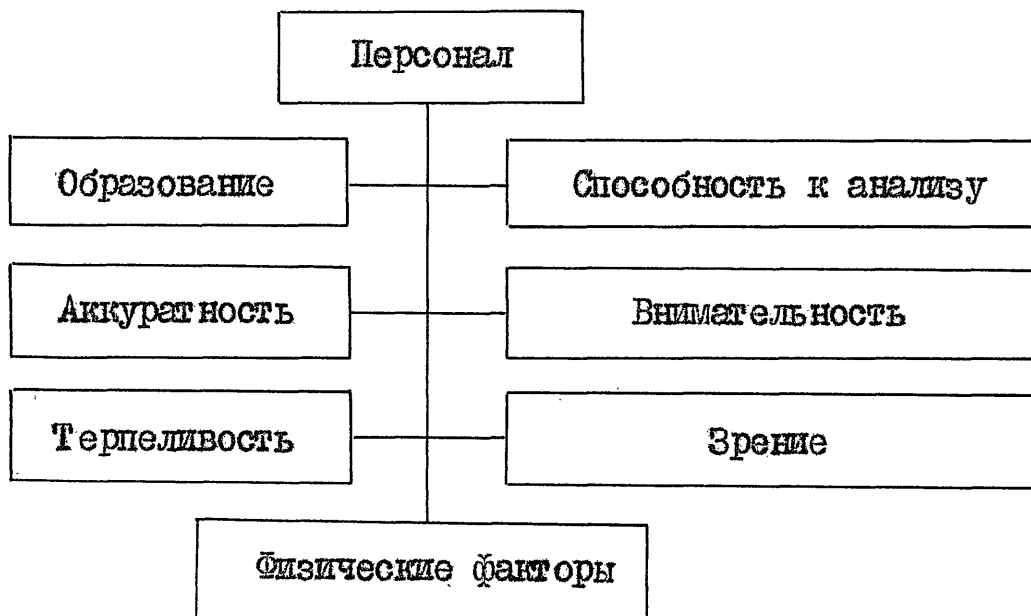 Персонал
Образование
Способность к анализу
Аккуратность
Внимательность
Терпеливость
Зрение
Физические факторы